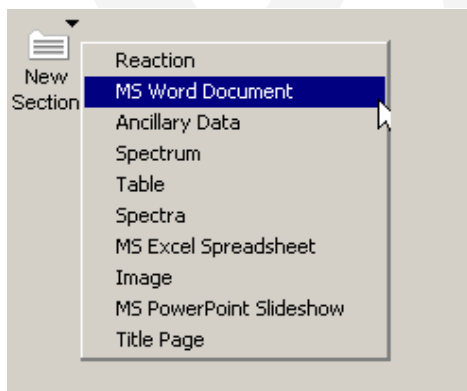 New
Section
Reaction
MS Word Document
Ancillary Data
Spectrum
Table
Spectra
MS Excel Spreadsheet
Image
MS PowerPoint Slideshow
Title Page